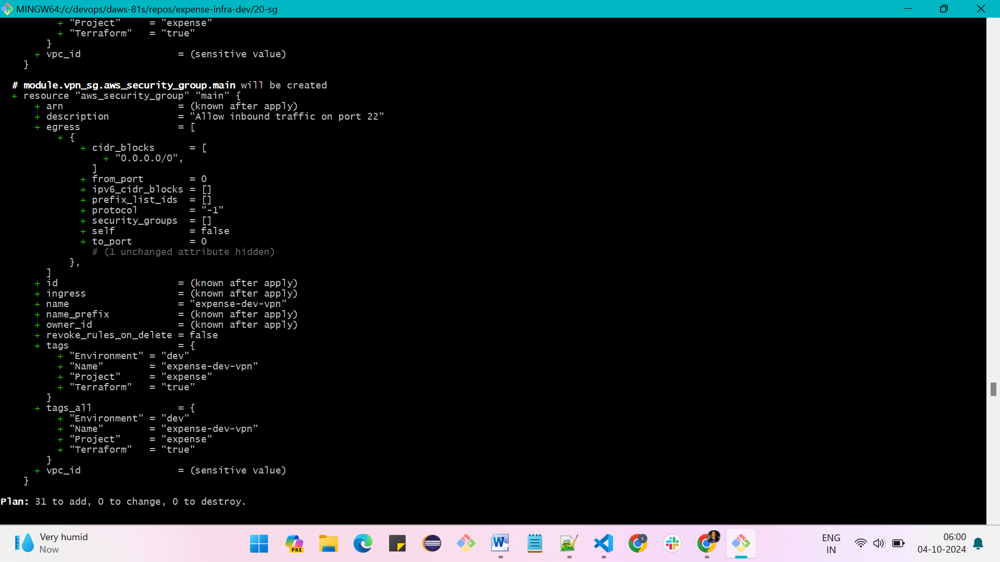 MINGW64:/c/devops/daws-81s/repos/expense-infra-dev/20-sg
          + "Project"     = "expense"
          + "Terraform"   = "true"
        }
      + vpc_id                 = (sensitive value)
    }

  # module.vpn_sg.aws_security_group.main will be created
  + resource "aws_security_group" "main" {
      + arn                    = (known after apply)
      + description            = "Allow inbound traffic on port 22"
      + egress                 = [
          + {
              + cidr_blocks      = [
                  + "0.0.0.0/0",
                ]
              + from_port        = 0
              + ipv6_cidr_blocks = []
              + prefix_list_ids  = []
              + protocol         = "-1"
              + security_groups  = []
              + self             = false
              + to_port          = 0
                # (1 unchanged attribute hidden)
            },
        ]
      + id                     = (known after apply)
      + ingress                = (known after apply)
      + name                   = "expense-dev-vpn"
      + name_prefix            = (known after apply)
      + owner_id               = (known after apply)
      + revoke_rules_on_delete = false
      + tags                   = {
          + "Environment" = "dev"
          + "Name"        = "expense-dev-vpn"
          + "Project"     = "expense"
          + "Terraform"   = "true"
        }
      + tags_all               = {
          + "Environment" = "dev"
          + "Name"        = "expense-dev-vpn"
          + "Project"     = "expense"
          + "Terraform"   = "true"
        }
      + vpc_id                 = (sensitive value)
    }

Plan: 31 to add, 0 to change, 0 to destroy.
Very humid
Now
PRE
W
C
ENG
IN
06:00
04-10-2024